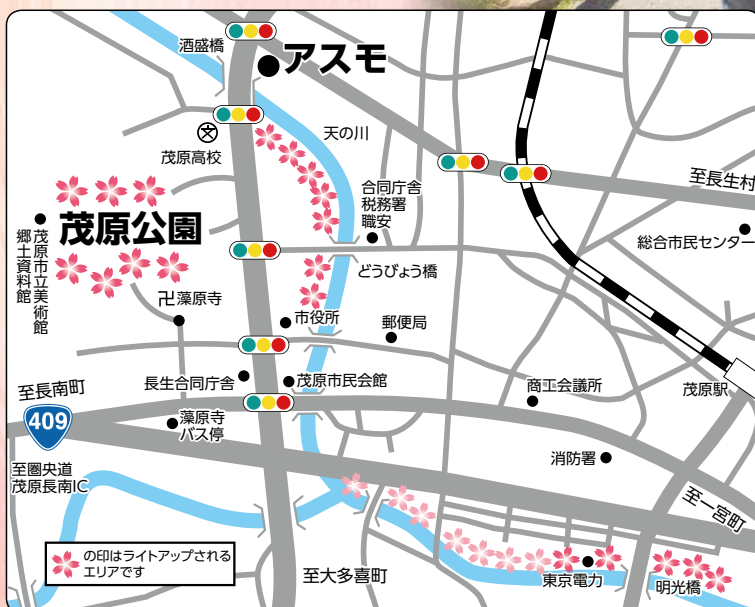 酒盛橋
アスモ
天の川
茂原高校
合同庁舎
税務署
職安
至長生村
総合市民センター
茂原公園
茂原市立美術館
郷土資料館
どうびょう橋
卍藻原寺
市役所
郵便局
長生合同庁舎
茂原市民会館
商工会議所
茂原駅
至長南町
409
藻原寺
バス停
消防署
至圏央道
茂原長南IC
至一宮町
の印はライトアップされる
エリアです
至大多喜町
東京電力
明光橋
文